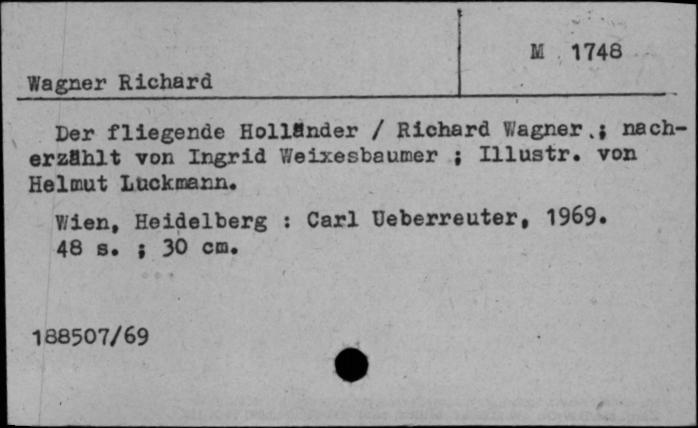 M 1748
Wagner Richard
Der fliegende Holländer / Richard Wagner.; nach-
erzählt von Ingrid Weixesbaumer ; Illustr. von
Helmut Luckmann.
Wien, Heidelberg : Carl Ueberreuter, 1969.
48 s. ; 30 cm.
188507/69